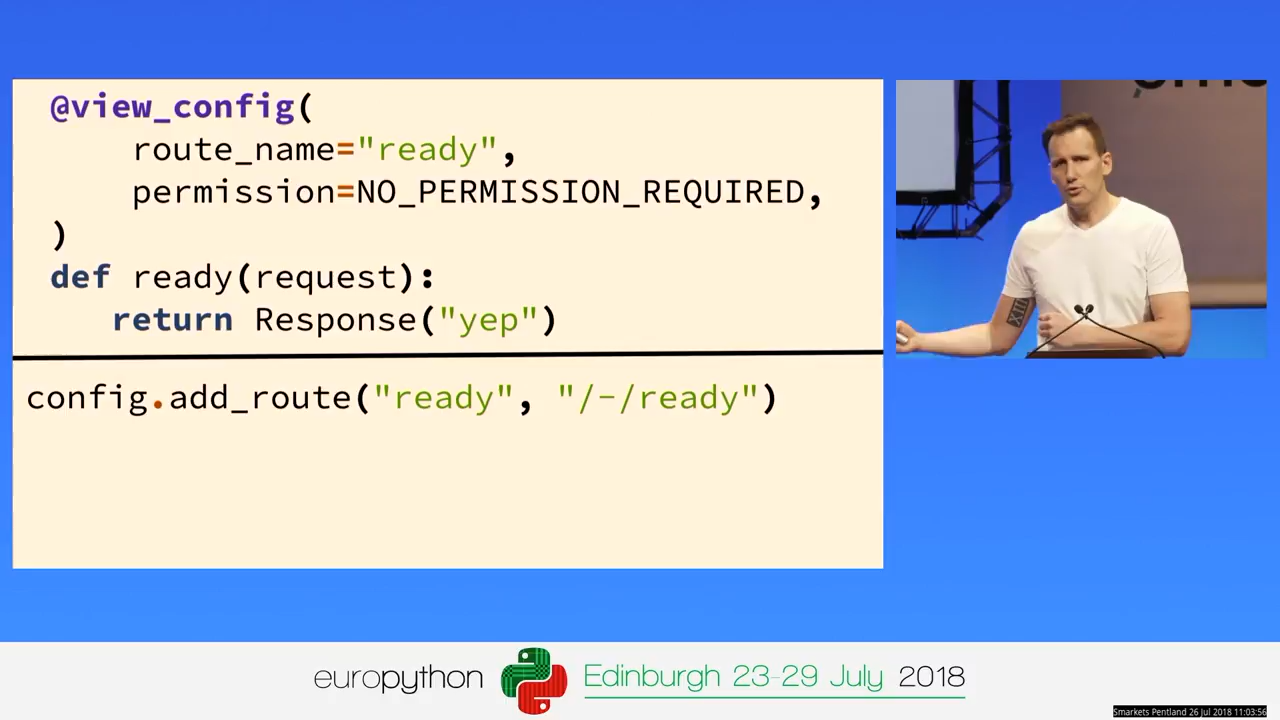 @view_config(
    route_name="ready",
    permission=NO_PERMISSION_REQUIRED,
)
def ready(request):
   return Response("yep")
config.add_route("ready", "/-/ready")
XIII
europython
Edinburgh 23-29 July 2018
Smarkets Pentland 26 Jul 2018 11:03:56